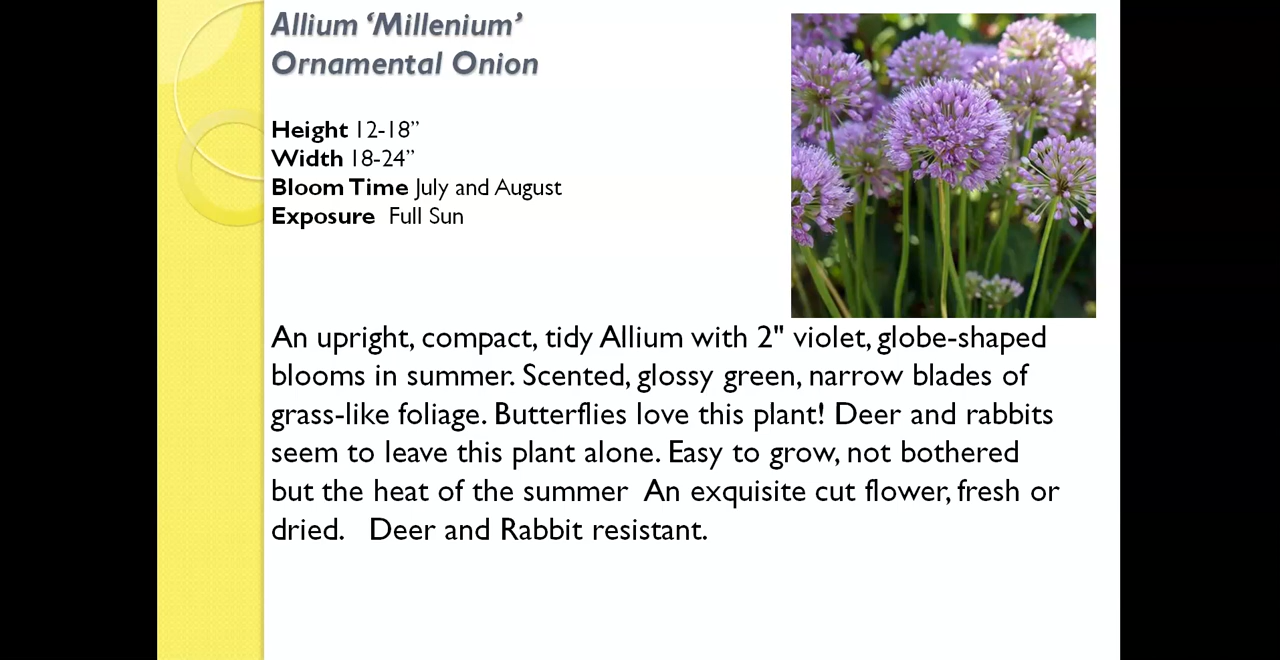 Allium ‘Millenium’
Ornamental Onion
Height 12-18”
Width 18-24”
Bloom Time July and August
Exposure  Full Sun
An upright, compact, tidy Allium with 2" violet, globe-shaped
blooms in summer. Scented, glossy green, narrow blades of
grass-like foliage. Butterflies love this plant! Deer and rabbits
seem to leave this plant alone. Easy to grow, not bothered
but the heat of the summer  An exquisite cut flower, fresh or
dried.   Deer and Rabbit resistant.